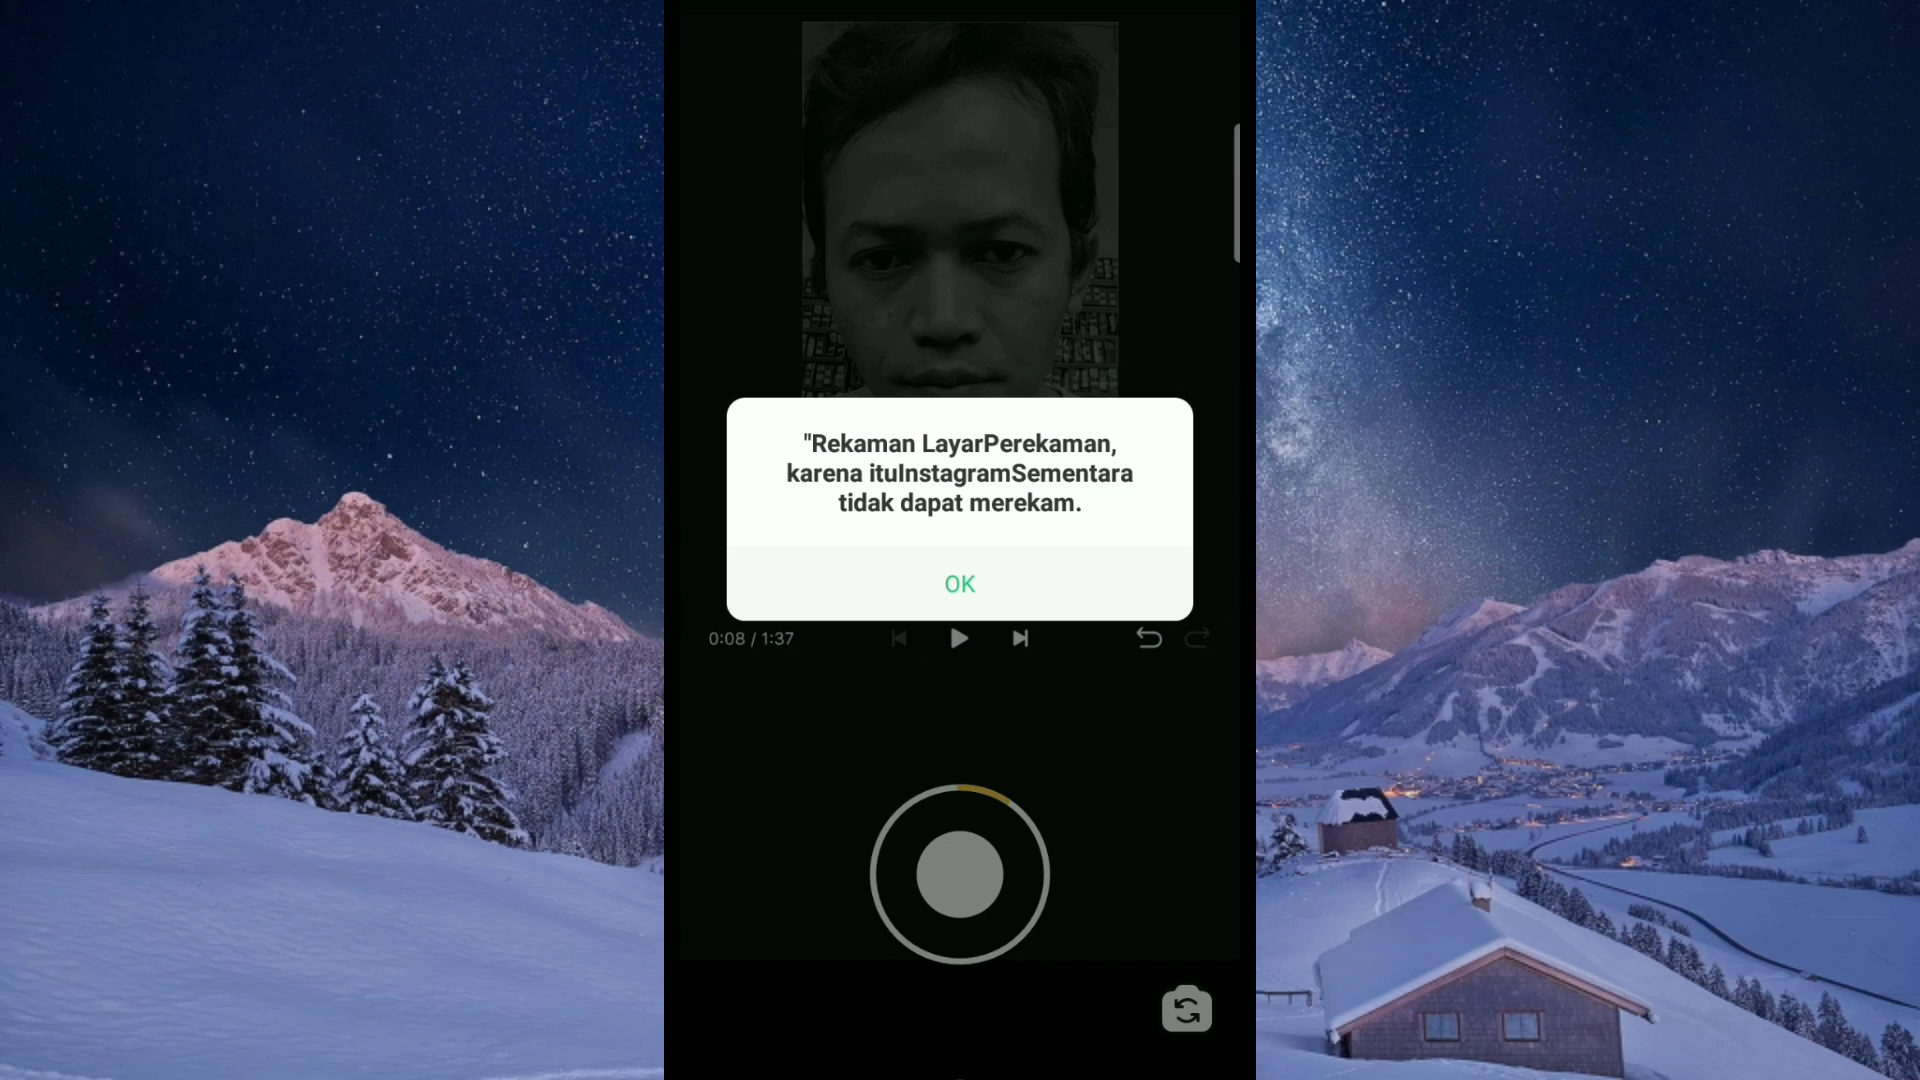 "Rekaman LayarPerekaman,
karena ituInstagramSementara
tidak dapat merekam.
OK
0:08 / 1:37